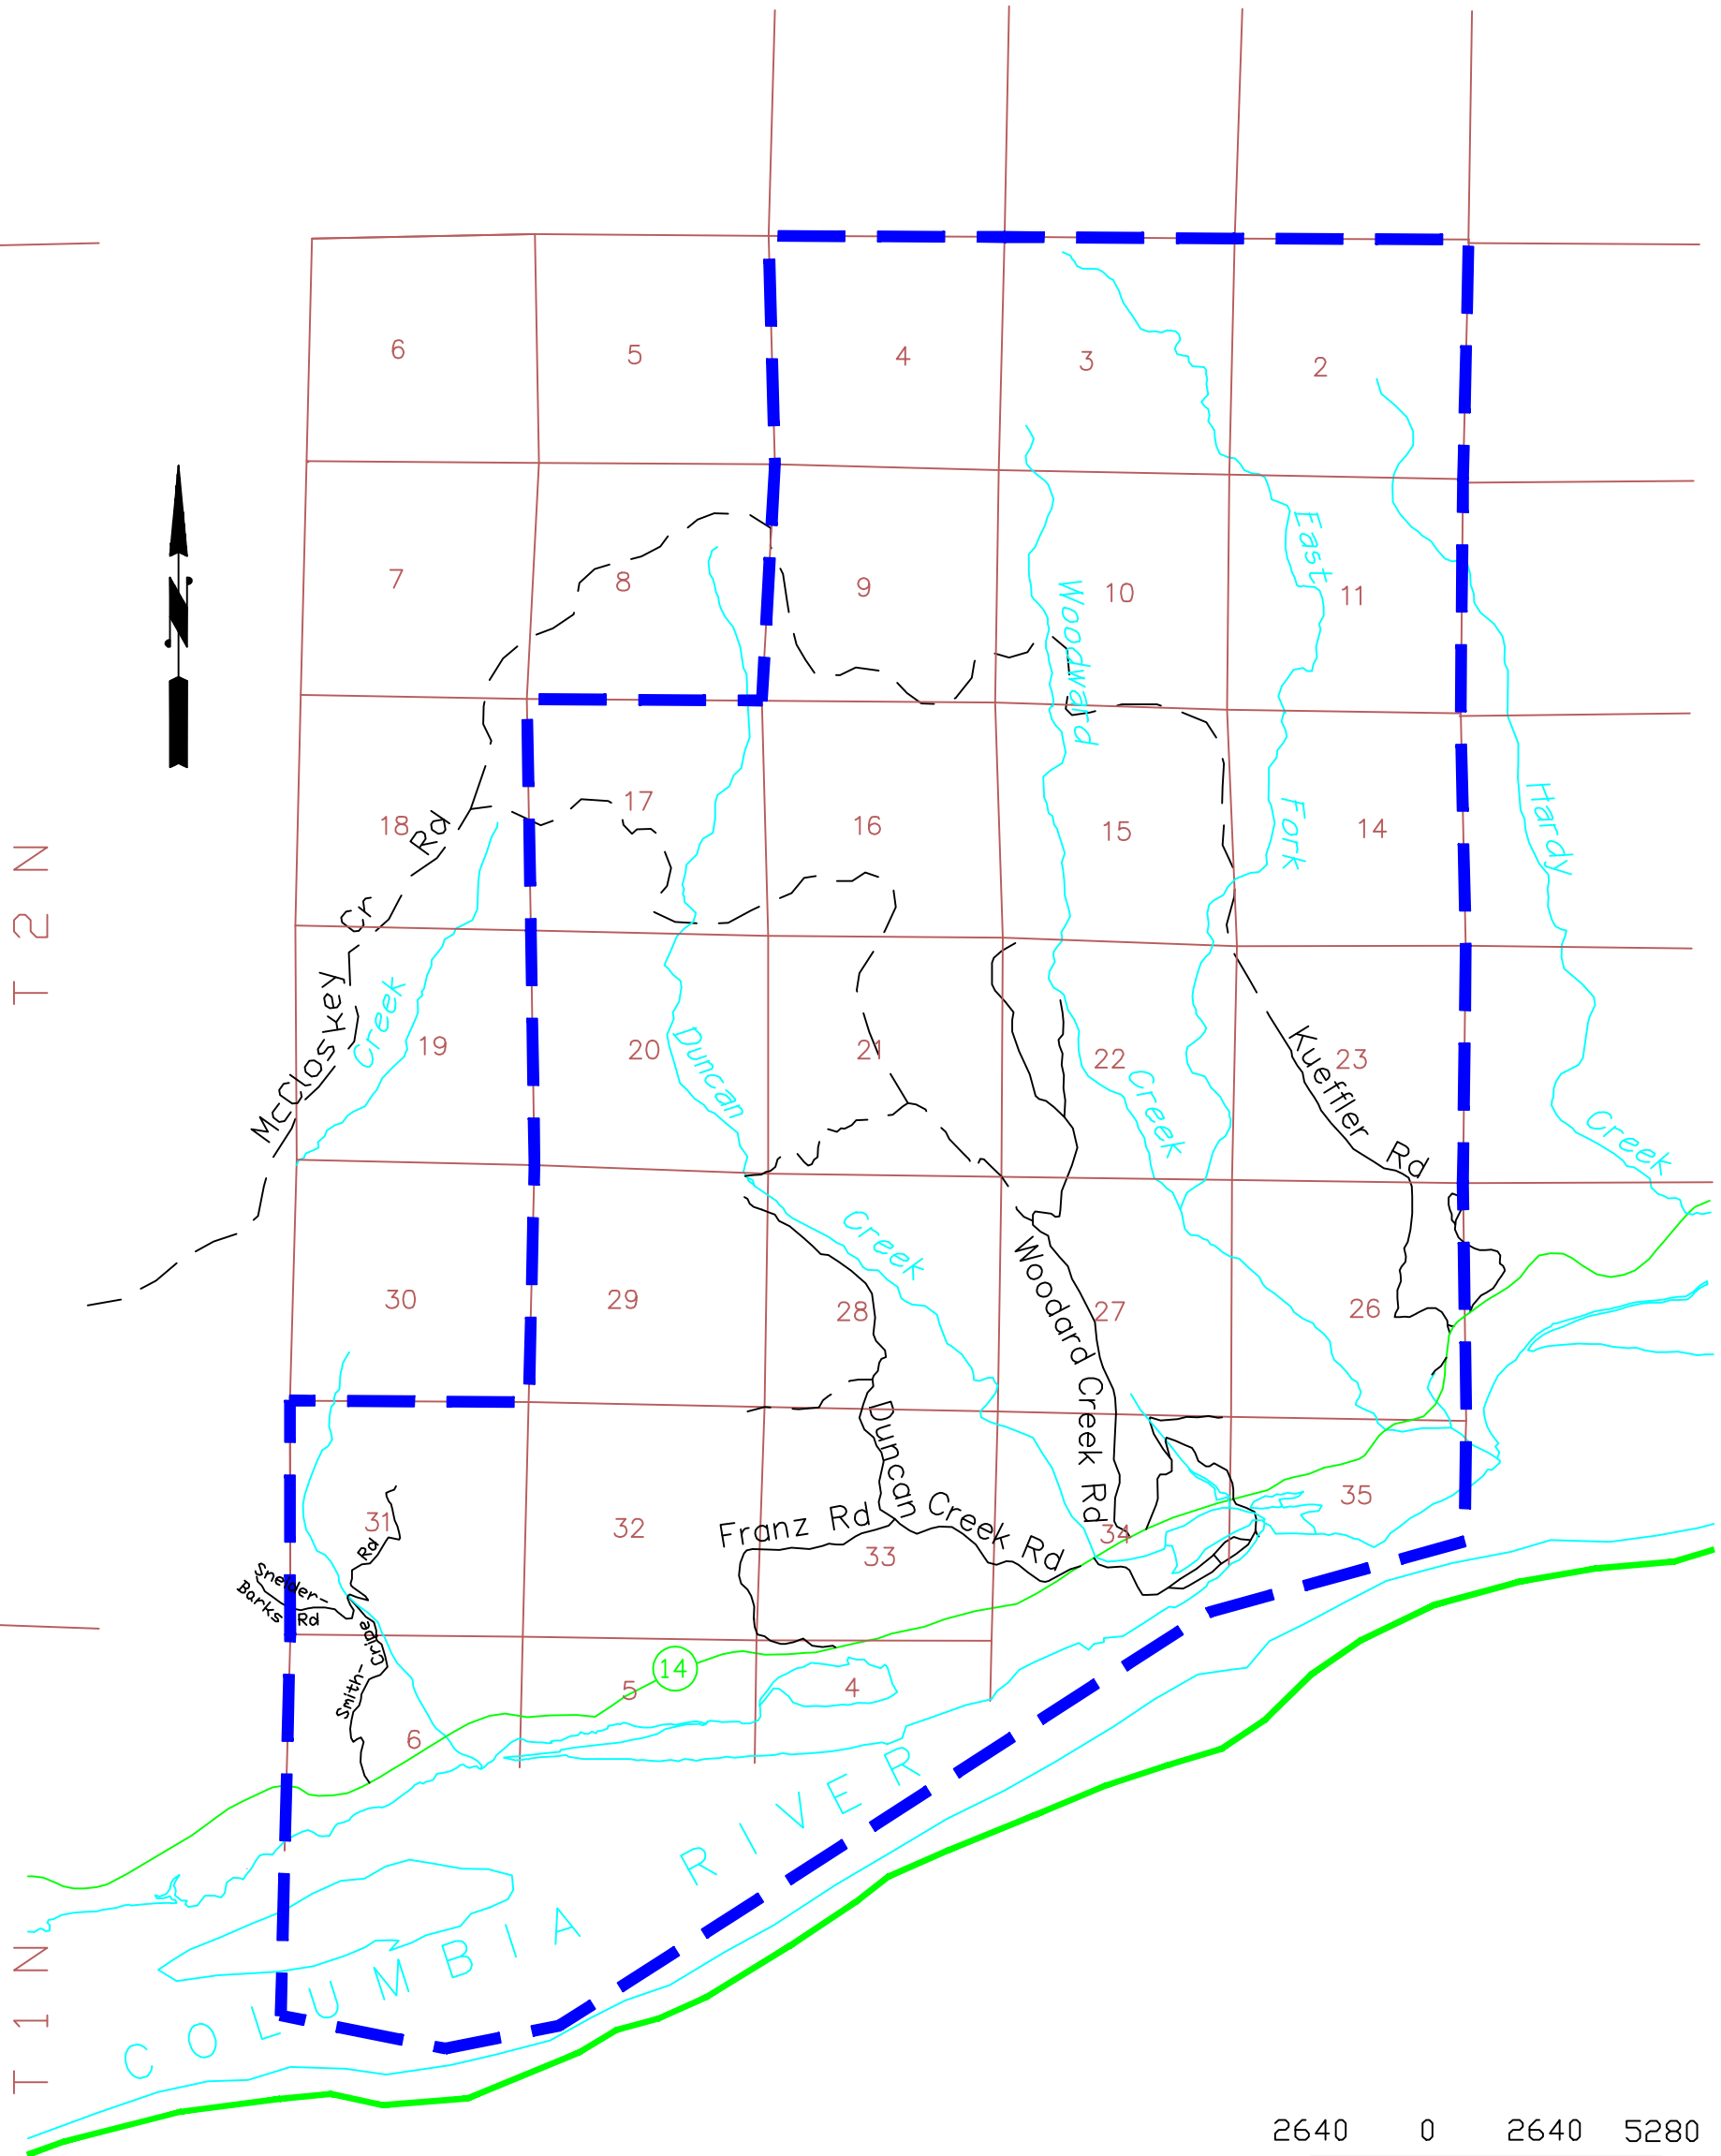 6
5
4
3
2
7
8
9
10
11
East
Woodward
18
Rd
17
16
15
Fork
14
Hardy
T 2 N
McCloskey Cr
Creek
19
20
Duncan
21
22
Creek
Kueffler Rd
23
Creek
30
29
28
Creek
27
26
Woodard Creek Rd
31
Rd
32
Franz Rd
33
Duncan Creek Rd
34
35
Sneider-
Barks Rd
Smith-
Cripe
14
5
4
6
COLUMBIA RIVER
T 1 N
2640 0 2640 5280